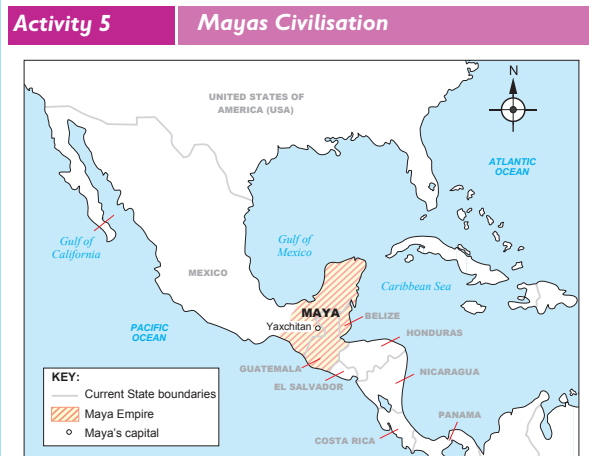 Activity 5
Mayas Civilisation
N
UNITED STATES OF
AMERICA (USA)
ATLANTIC
OCEAN
Gulf of
California
Gulf of
Mexico
MEXICO
Caribbean Sea
MAYA
BELIZE
Yaxchitan
PACIFIC
OCEAN
HONDURAS
GUATEMALA
NICARAGUA
EL SALVADOR
PANAMA
COSTA RICA
KEY:
Current State boundaries
Maya Empire
Maya's capital